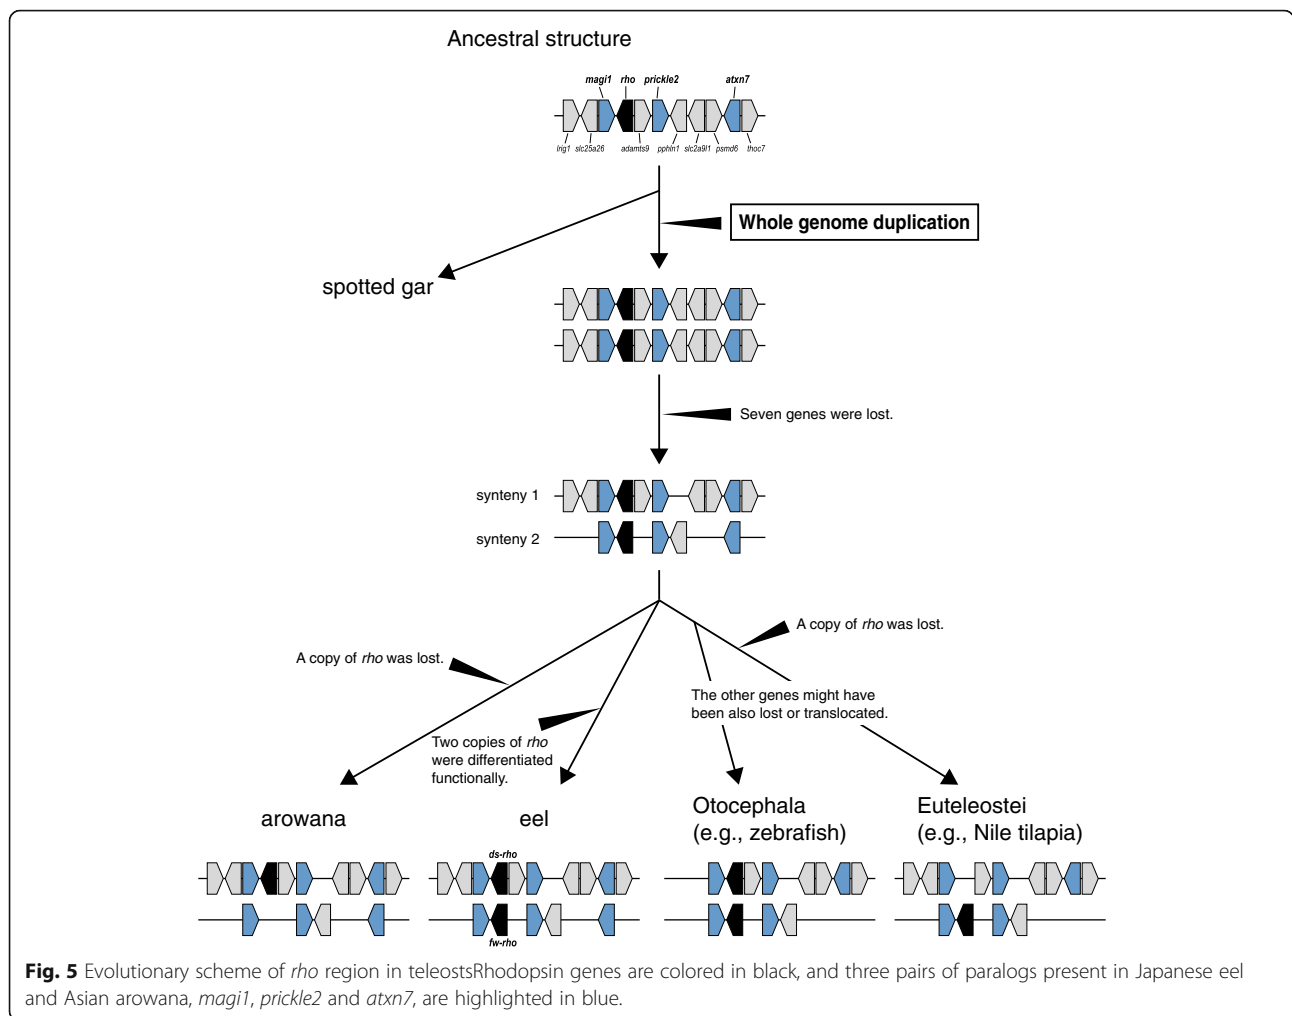 Ancestral structure
magi1 rho prickle2 atxn7
lrig1 slc25a26 adamts9 pphln1 slc2a9l1 psmd6 thoc7
Whole genome duplication
spotted gar
Seven genes were lost.
synteny 1
synteny 2
A copy of rho was lost.
A copy of rho was lost.
The other genes might have
been also lost or translocated.
Two copies of rho
were differentiated
functionally.
arowana
eel
Otocephala
(e.g., zebrafish)
Euteleostei
(e.g., Nile tilapia)
ds-rho
fw-rho
Fig. 5 Evolutionary scheme of rho region in teleostsRhodopsin genes are colored in black, and three pairs of paralogs present in Japanese eel
and Asian arowana, magi1, prickle2 and atxn7, are highlighted in blue.